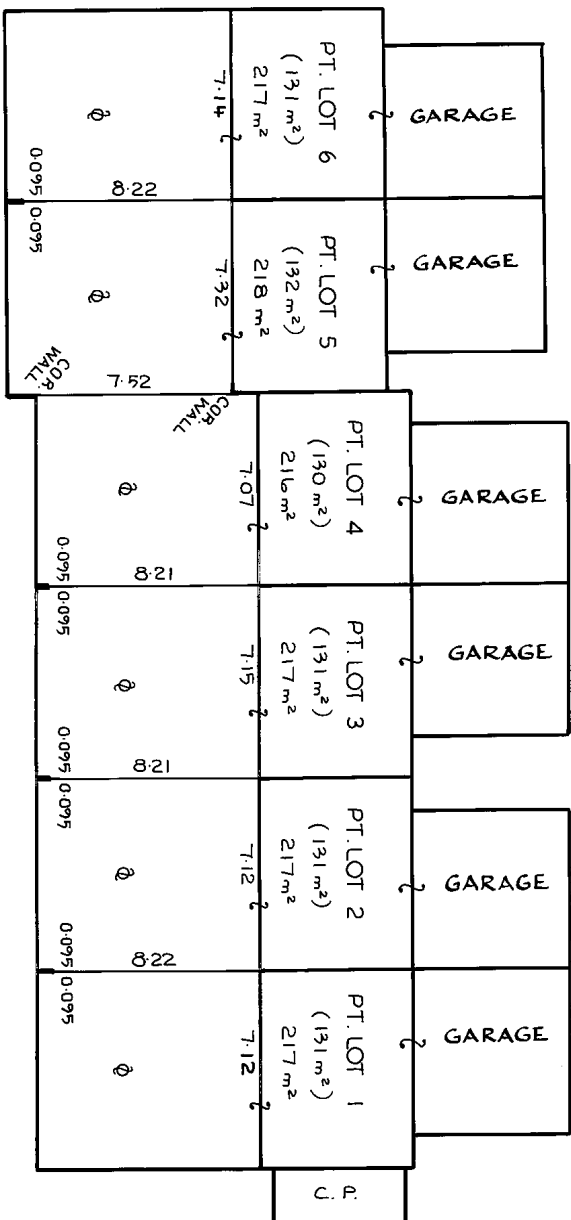 PT. LOT 6
(131 m²)
217 m²
7·14
GARAGE
8·22
0·095 0·095
PT. LOT 5
(132 m²)
218 m²
7·32
GARAGE
7·52
COR.
WALL
COR.
WALL
PT. LOT 4
(130 m²)
216 m²
7·07
GARAGE
8·21
0·095 0·095
PT. LOT 3
(131 m²)
217 m²
7·15
GARAGE
8·21
0·095 0·095
PT. LOT 2
(131 m²)
217 m²
7·12
GARAGE
8·22
0·095 0·095
PT. LOT 1
(131 m²)
217 m²
7·12
GARAGE
C. P.